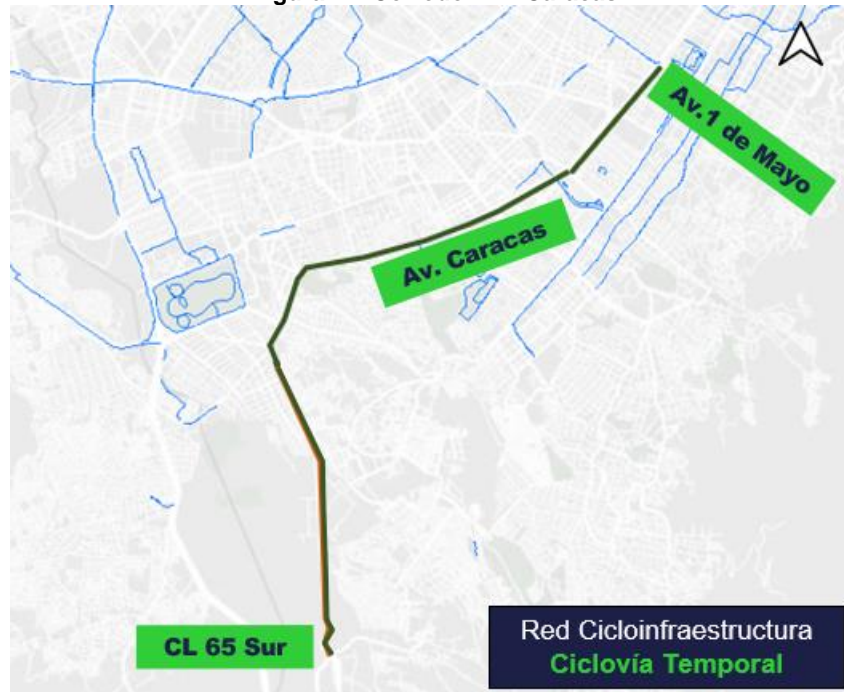 Av.1 de Mayo
Av. Caracas
CL 65 Sur
Red Cicloinfraestructura
Ciclovía Temporal